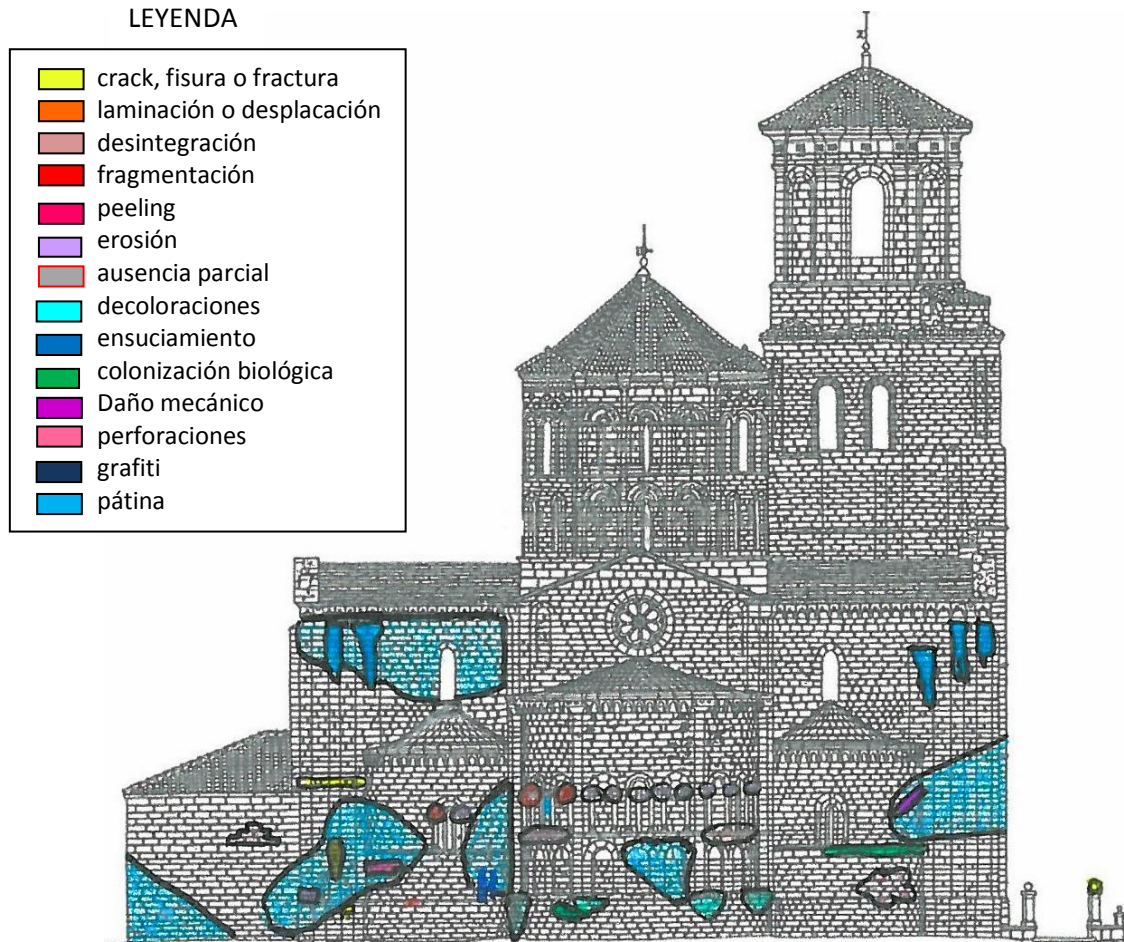 LEYENDA
crack, fisura o fractura
laminación o desplacación
desintegración
fragmentación
peeling
erosión
ausencia parcial
decoloraciones
ensuciamiento
colonización biológica
Daño mecánico
perforaciones
grafiti
pátina